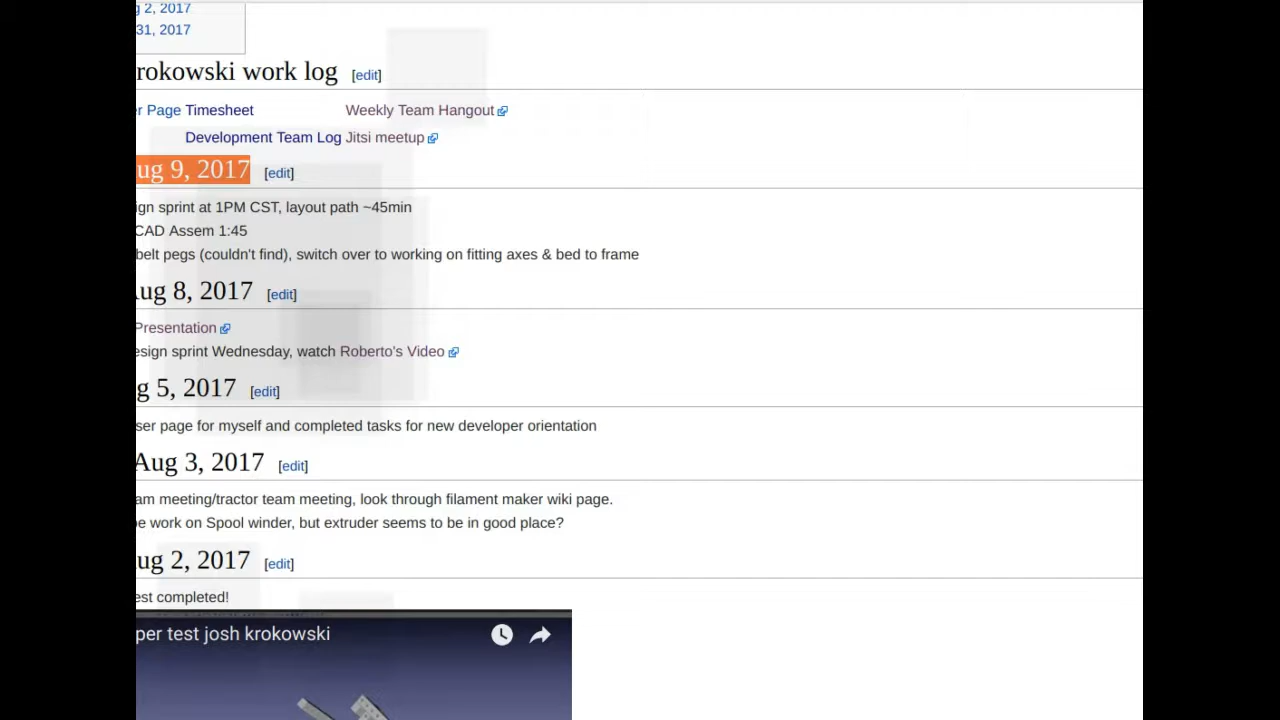 2, 2017
31, 2017
rokowski work log [edit]
r Page Timesheet Weekly Team Hangout
Development Team Log Jitsi meetup
ug 9, 2017 [edit]
ign sprint at 1PM CST, layout path ~45min
CAD Assem 1:45
belt pegs (couldn't find), switch over to working on fitting axes & bed to frame
ug 8, 2017 [edit]
Presentation
esign sprint Wednesday, watch Roberto's Video
g 5, 2017 [edit]
ser page for myself and completed tasks for new developer orientation
Aug 3, 2017 [edit]
am meeting/tractor team meeting, look through filament maker wiki page.
e work on Spool winder, but extruder seems to be in good place?
ug 2, 2017 [edit]
est completed!
per test josh krokowski